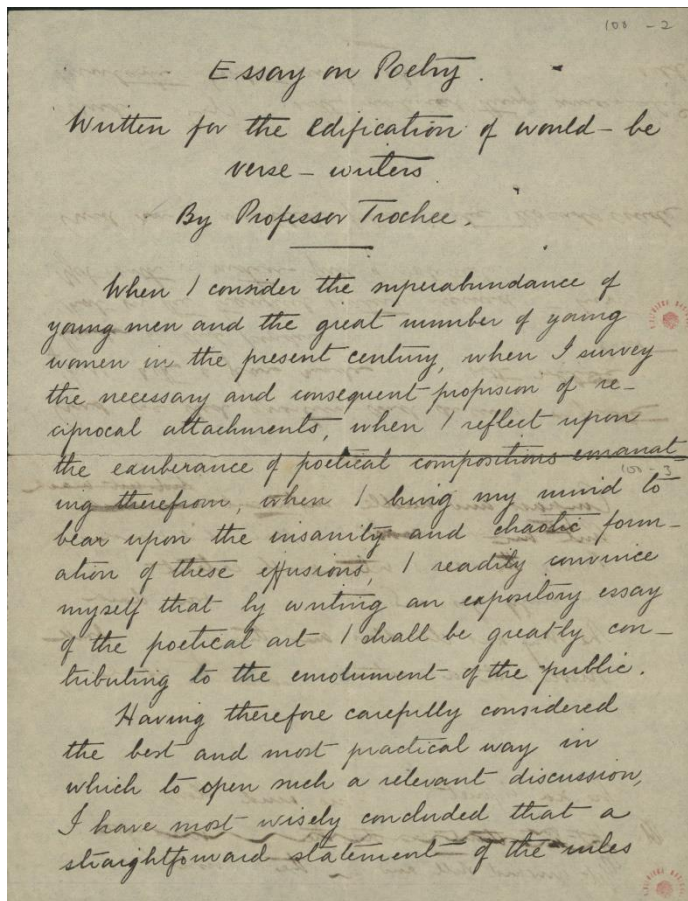 100 - 2
Essay on Poetry.
Written for the edification of would-be
verse-writers
By Professor Trochee.
When I consider the superabundance of
young men and the great number of young
women in the present century, when I survey
the necessary and consequent profusion of re-
ciprocal attachments, when I reflect upon
the exuberance of poetical compositions emanat-
100 - 3
ing therefrom, when I bring my mind to
bear upon the insanity and chaotic form-
ation of these effusions, I readily convince
myself that by writing an expository essay
of the poetical art I shall be greatly con-
tributing to the emolument of the public.
Having therefore carefully considered
the best and most practical way in
which to open such a relevant discussion,
I have most wisely concluded that a
straightforward statement of the rules